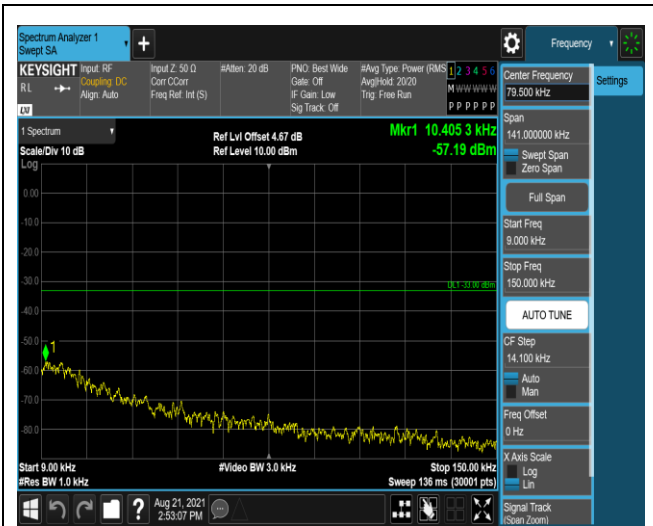 Spectrum Analyzer 1
Swept SA
+
Frequency
KEYSIGHT
RL
LXI
Input: RF
Coupling: DC
Align: Auto
Input Z: 50 Ω
Corr CCorr
Freq Ref: Int (S)
#Atten: 20 dB
PNO: Best Wide
Gate: Off
IF Gain: Low
Sig Track: Off
#Avg Type: Power (RMS
Avg|Hold: 20/20
Trig: Free Run
1 2 3 4 5 6
M W W W W W
P P P P P P
1 Spectrum
Scale/Div 10 dB
Log
Ref Lvl Offset 4.67 dB
Ref Level 10.00 dBm
Mkr1 10.405 3 kHz
-57.19 dBm
0.00
-10.0
-20.0
-30.0
-40.0
-50.0
-60.0
-70.0
-80.0
DL1 -33.00 dBm
1
Start 9.00 kHz
#Res BW 1.0 kHz
#Video BW 3.0 kHz
Stop 150.00 kHz
Sweep 136 ms (30001 pts)
Center Frequency
79.500 kHz
Settings
Span
141.000000 kHz
Swept Span
Zero Span
Full Span
Start Freq
9.000 kHz
Stop Freq
150.000 kHz
AUTO TUNE
CF Step
14.100 kHz
Auto
Man
Freq Offset
0 Hz
X Axis Scale
Log
Lin
Signal Track
(Span Zoom)
?
Aug 21, 2021
2:53:07 PM